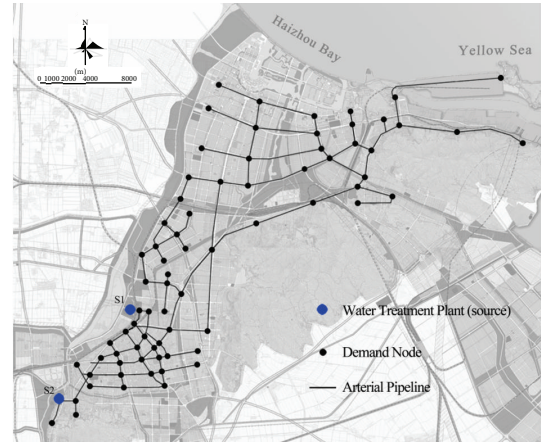 N
(m)
0 1000 2000 4000 8000
Haizhou Bay
Yellow Sea
S1
Water Treatment Plant (source)
Demand Node
Arterial Pipeline
S2